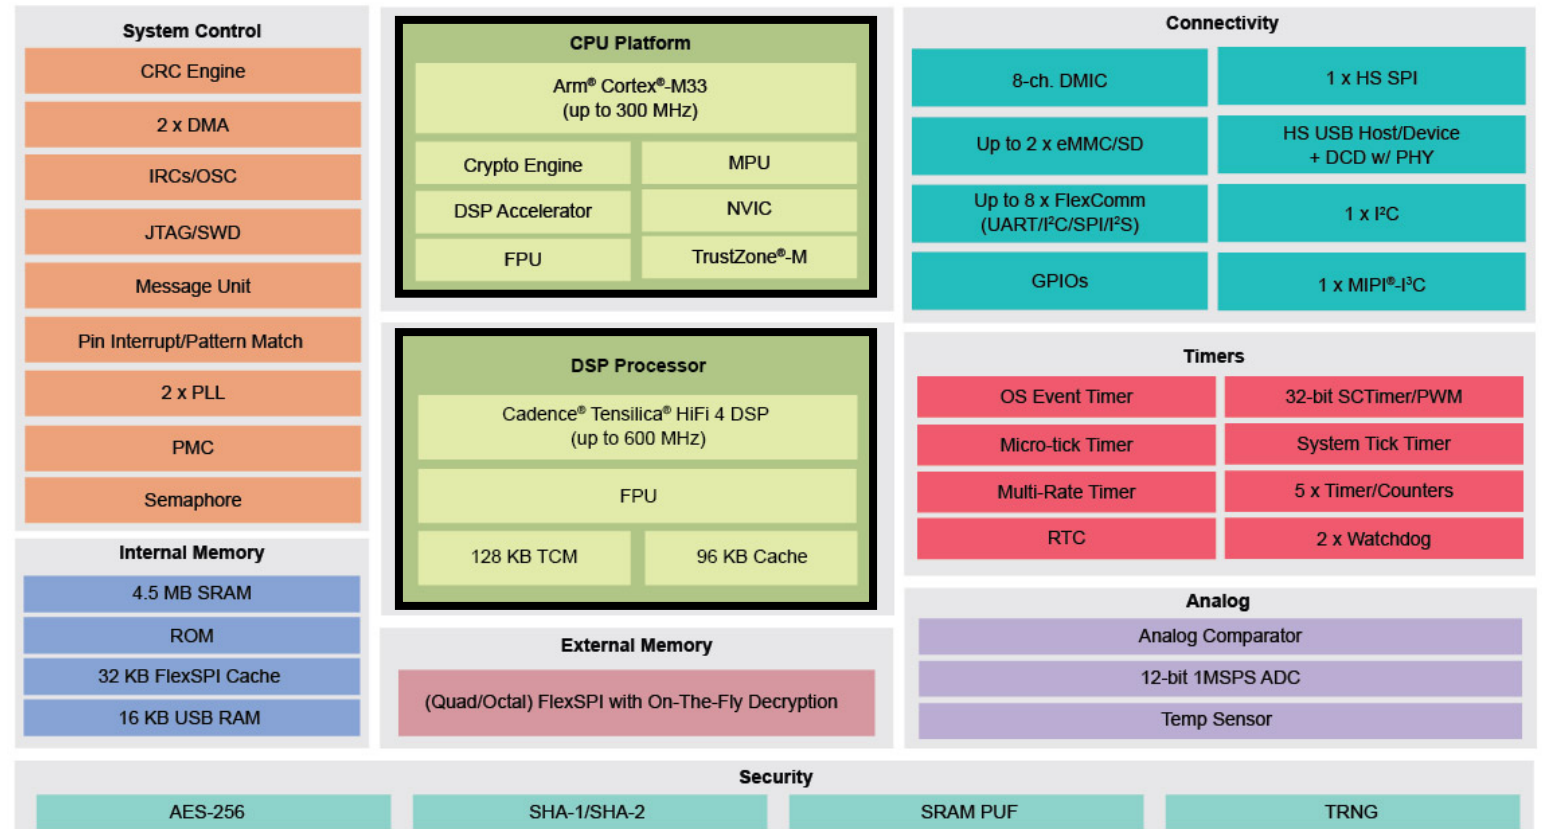 System Control
CRC Engine
2 x DMA
IRCs/OSC
JTAG/SWD
Message Unit
Pin Interrupt/Pattern Match
2 x PLL
PMC
Semaphore
Internal Memory
4.5 MB SRAM
ROM
32 KB FlexSPI Cache
16 KB USB RAM
CPU Platform
Arm® Cortex®-M33
(up to 300 MHz)
Crypto Engine
MPU
DSP Accelerator
NVIC
FPU
TrustZone®-M
DSP Processor
Cadence® Tensilica® HiFi 4 DSP
(up to 600 MHz)
FPU
128 KB TCM
96 KB Cache
External Memory
(Quad/Octal) FlexSPI with On-The-Fly Decryption
Connectivity
8-ch. DMIC
1 x HS SPI
Up to 2 x eMMC/SD
HS USB Host/Device
+ DCD w/ PHY
Up to 8 x FlexComm
(UART/I²C/SPI/I²S)
1 x I²C
GPIOs
1 x MIPI®-I³C
Timers
OS Event Timer
32-bit SCTimer/PWM
Micro-tick Timer
System Tick Timer
Multi-Rate Timer
5 x Timer/Counters
RTC
2 x Watchdog
Analog
Analog Comparator
12-bit 1MSPS ADC
Temp Sensor
Security
AES-256
SHA-1/SHA-2
SRAM PUF
TRNG